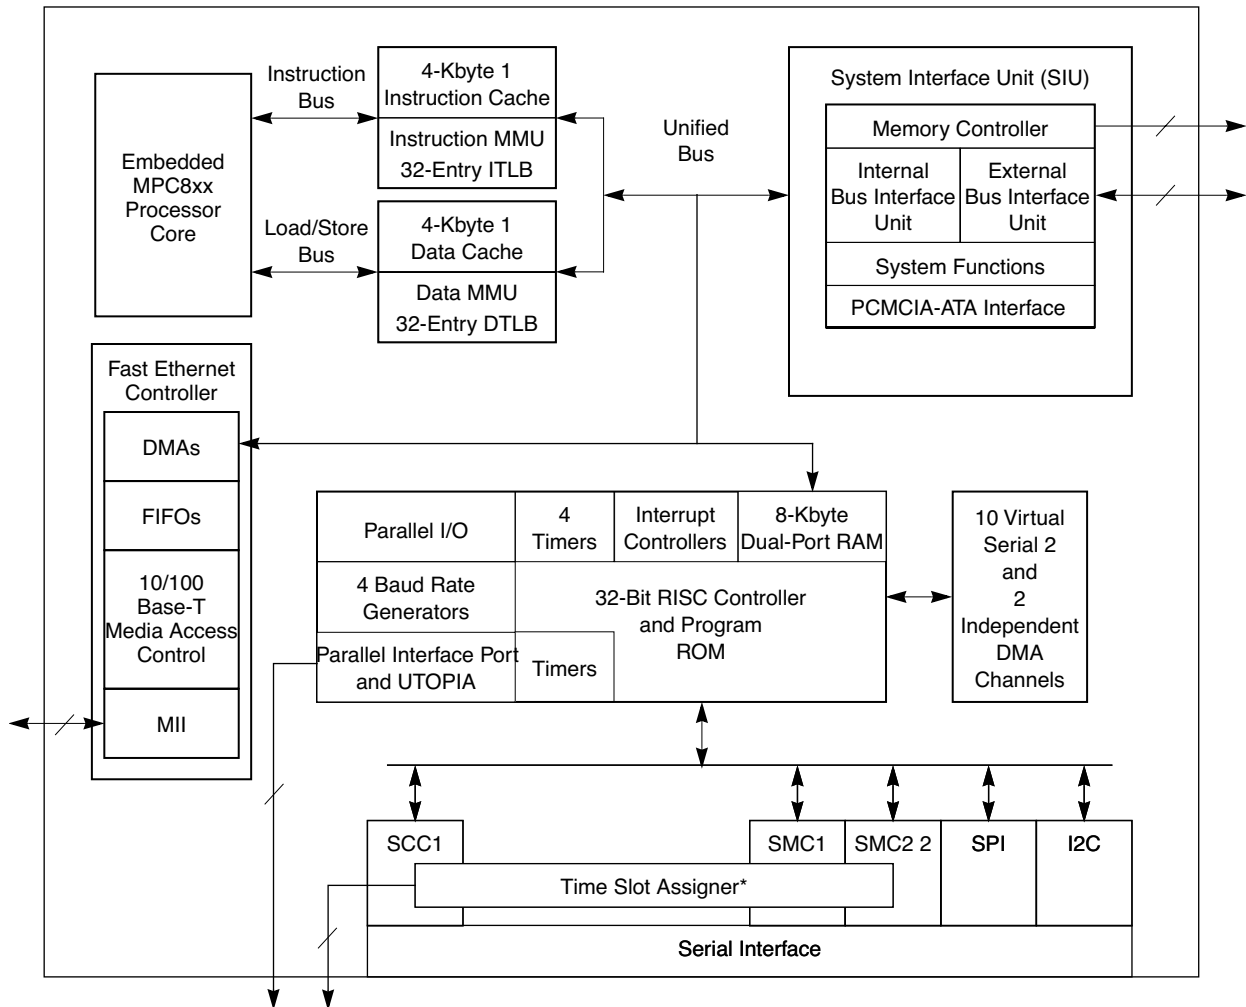 Instruction
Bus
4-Kbyte 1
Instruction Cache
Instruction MMU
32-Entry ITLB
Embedded
MPC8xx
Processor
Core
Load/Store
Bus
4-Kbyte 1
Data Cache
Data MMU
32-Entry DTLB
Unified
Bus
System Interface Unit (SIU)
Memory Controller
Internal
Bus Interface
Unit
External
Bus Interface
Unit
System Functions
PCMCIA-ATA Interface
Fast Ethernet
Controller
DMAs
FIFOs
10/100
Base-T
Media Access
Control
MII
Parallel I/O
4
Timers
Interrupt
Controllers
8-Kbyte
Dual-Port RAM
4 Baud Rate
Generators
32-Bit RISC Controller
and Program
ROM
Parallel Interface Port
and UTOPIA
Timers
10 Virtual
Serial 2
and
2
Independent
DMA
Channels
SCC1
SMC1
SMC2 2
SPI
I2C
Time Slot Assigner*
Serial Interface